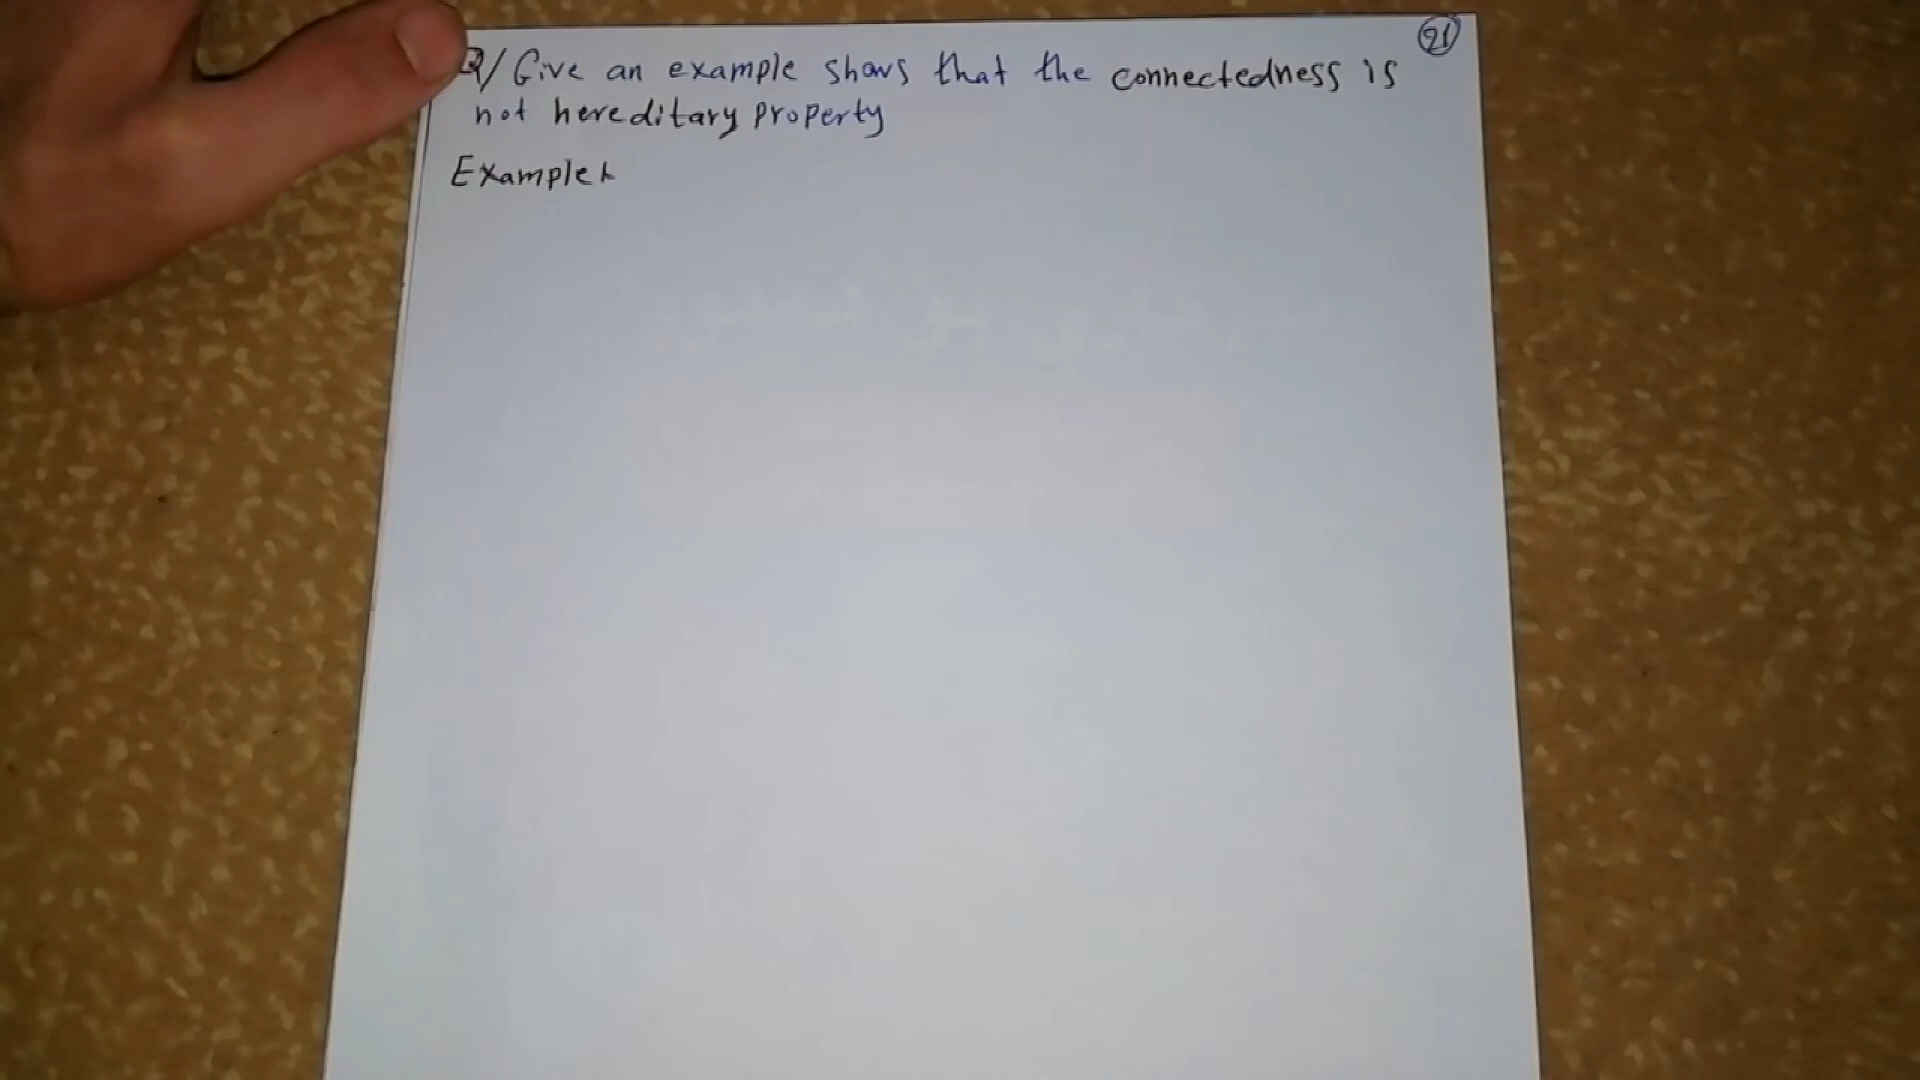 21
Q/ Give an example shows that the connectedness is
not hereditary property
Example: